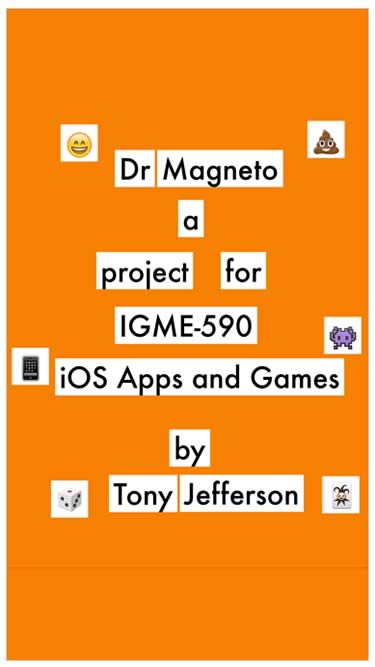 Dr Magneto
a
project for
IGME-590
iOS Apps and Games
by
Tony Jefferson